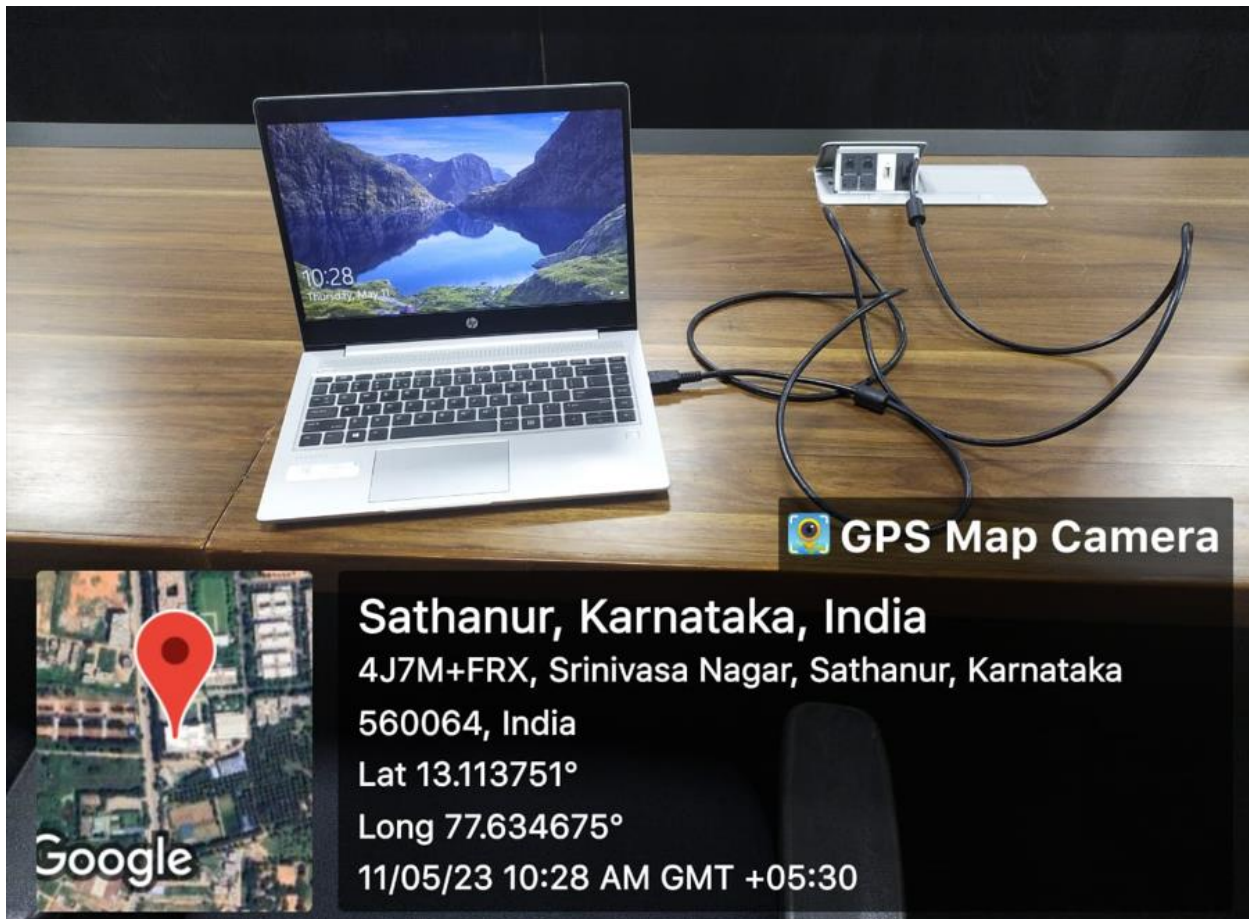 10:28
Thursday, May 11
hp
GPS Map Camera
Sathanur, Karnataka, India
4J7M+FRX, Srinivasa Nagar, Sathanur, Karnataka
560064, India
Lat 13.113751°
Long 77.634675°
11/05/23 10:28 AM GMT +05:30
Google